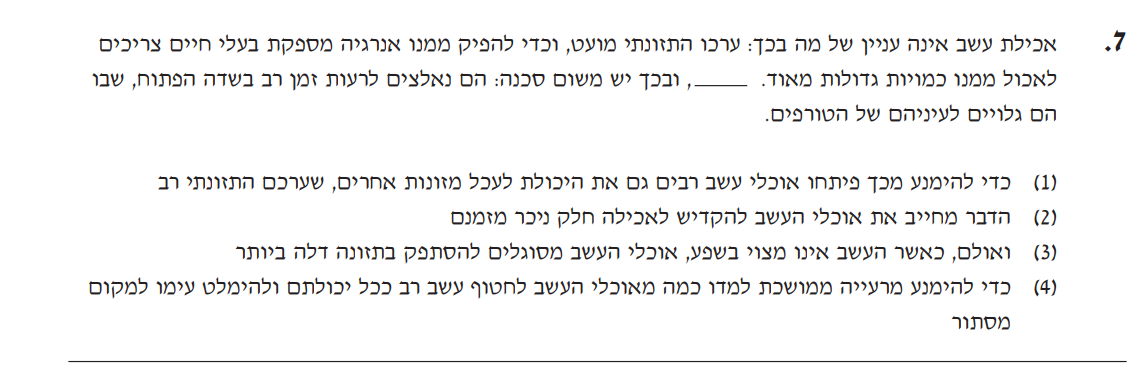 7. אכילת עשב אינה עניין של מה בכך: ערכו התזונתי מועט, וכדי להפיק ממנו אנרגיה מספקת בעלי חיים צריכים
לאכול ממנו כמויות גדולות מאוד. _____, ובכך יש משום סכנה: הם נאלצים לרעות זמן רב בשדה הפתוח, שבו
הם גלויים לעיניהם של הטורפים.
(1) כדי להימנע מכך פיתחו אוכלי עשב רבים גם את היכולת לעכל מזונות אחרים, שערכם התזונתי רב
(2) הדבר מחייב את אוכלי העשב להקדיש לאכילה חלק ניכר מזמנם
(3) ואולם, כאשר העשב אינו מצוי בשפע, אוכלי העשב מסוגלים להסתפק בתזונה דלה ביותר
(4) כדי להימנע מרעייה ממושכת למדו כמה מאוכלי העשב לחטוף עשב רב ככל יכולתם ולהימלט עימו למקום
מסתור